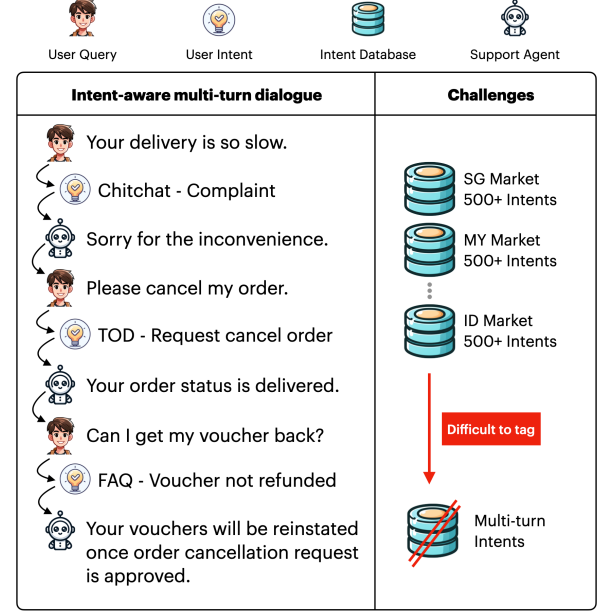 User Query
User Intent
Intent Database
Support Agent
Intent-aware multi-turn dialogue
Challenges
Your delivery is so slow.
Chitchat - Complaint
Sorry for the inconvenience.
Please cancel my order.
TOD - Request cancel order
Your order status is delivered.
Can I get my voucher back?
FAQ - Voucher not refunded
Your vouchers will be reinstated
once order cancellation request
is approved.
SG Market
500+ Intents
MY Market
500+ Intents
ID Market
500+ Intents
Difficult to tag
Multi-turn
Intents